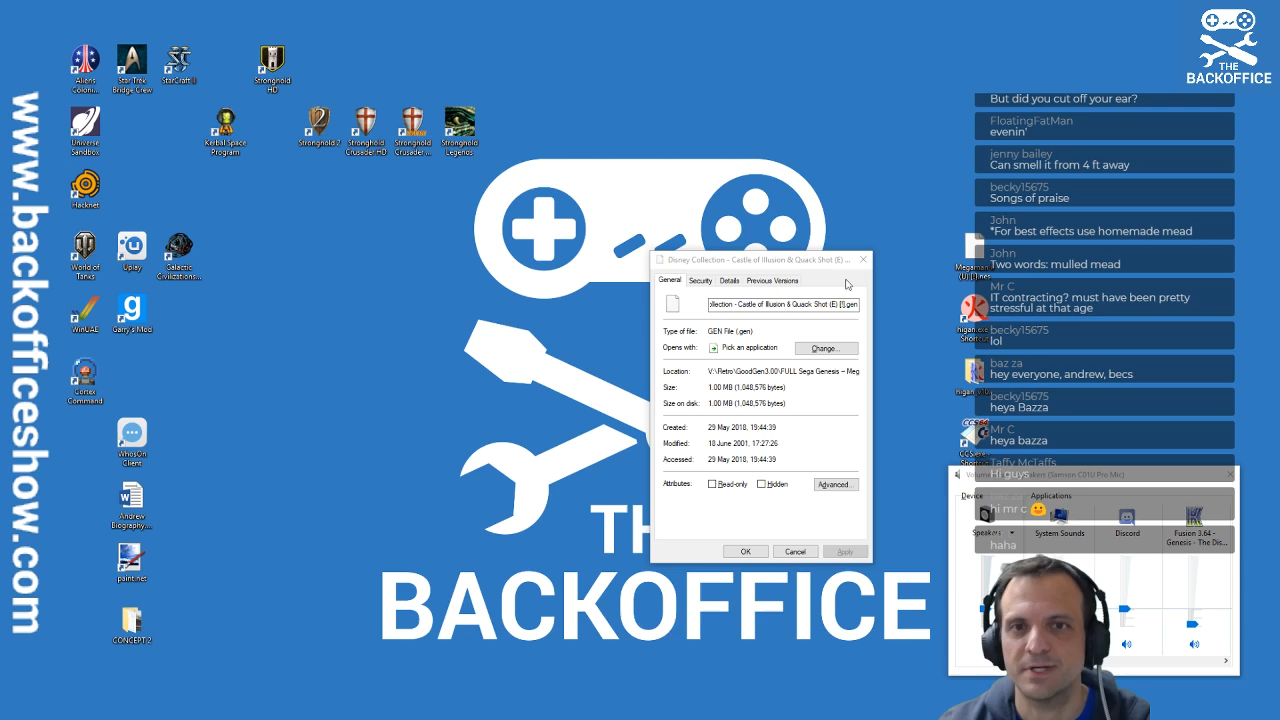 www.backofficeshow.com
Aliens
Coloni...
Star Trek
Bridge Crew
StarCraft II
Stronghold
HD
Universe
Sandbox
Kerbal Space
Program
Stronghold 2
Stronghold
Crusader HD
Stronghold
Crusader ...
Stronghold
Legends
Hacknet
World of
Tanks
Uplay
Galactic
Civilizations...
WinUAE
Garry's Mod
Cortex
Command
WhosOn
Client
Andrew
Biography....
paint.net
CONCEPT2
THE
BACKOFFICE
Disney Collection - Castle of Illusion & Quack Shot (E) ...
General
Security
Details
Previous Versions
ollection - Castle of Illusion & Quack Shot (E) [!].gen
Type of file:
GEN File (.gen)
Opens with:
Pick an application
Change...
Location:
V:\Retro\GoodGen3.00\FULL Sega Genesis ~ Meg
Size:
1.00 MB (1,048,576 bytes)
Size on disk:
1.00 MB (1,048,576 bytes)
Created:
29 May 2018, 19:44:39
Modified:
18 June 2001, 17:27:26
Accessed:
29 May 2018, 19:44:39
Attributes:
Read-only
Hidden
Advanced...
OK
Cancel
Apply
TH
BACKOFFICE
Megaman
higan.exe
Shortcut
But did you cut off your ear?
FloatingFatMan
evenin'
jenny bailey
Can smell it from 4 ft away
becky15675
Songs of praise
John
*For best effects use homemade mead
John
Two words: mulled mead
Mr C
IT contracting? must have been pretty
stressful at that age
becky15675
lol
baz za
hey everyone, andrew, becs
becky15675
heya Bazza
Mr C
heya bazza
Taffy McTaffs
Hi guys
hi mr c
haha
(Samson C01U Pro Mic)
Device
Applications
Speakers
System Sounds
Discord
Fusion 3.64 -
Genesis - The Dis...